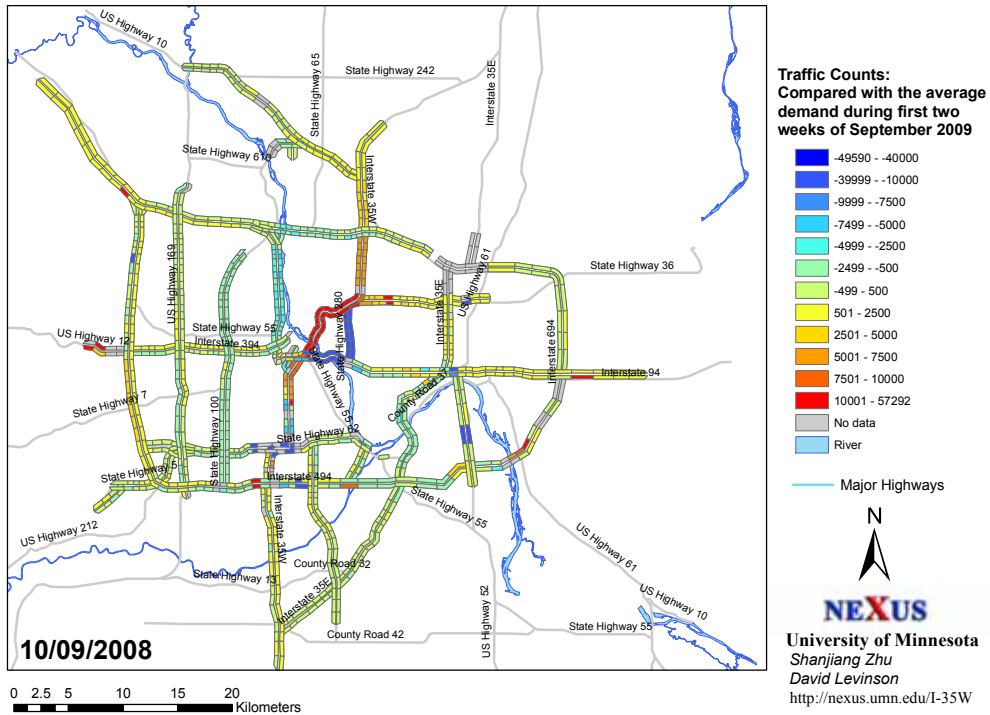 US Highway 10
State Highway 65
State Highway 242
Interstate 35E
State Highway 610
Interstate 35W
US Highway 169
US Highway 61
State Highway 36
Interstate 35E
State Highway 280
State Highway 55
US Highway 12
Interstate 394
Interstate 694
Interstate 94
State Highway 55
State Highway 7
County Road 37
State Highway 100
State Highway 62
State Highway 5
Interstate 494
State Highway 55
US Highway 212
Interstate 35W
County Road 32
State Highway 13
US Highway 61
Interstate 35E
US Highway 52
US Highway 10
State Highway 55
County Road 42
10/09/2008
0 2.5 5 10 15 20
Kilometers
Traffic Counts:
Compared with the average
demand during first two
weeks of September 2009
-49590 - -40000
-39999 - -10000
-9999 - -7500
-7499 - -5000
-4999 - -2500
-2499 - -500
-499 - 500
501 - 2500
2501 - 5000
5001 - 7500
7501 - 10000
10001 - 57292
No data
River
Major Highways
N
NEXUS
University of Minnesota
Shanjiang Zhu
David Levinson
http://nexus.umn.edu/I-35W